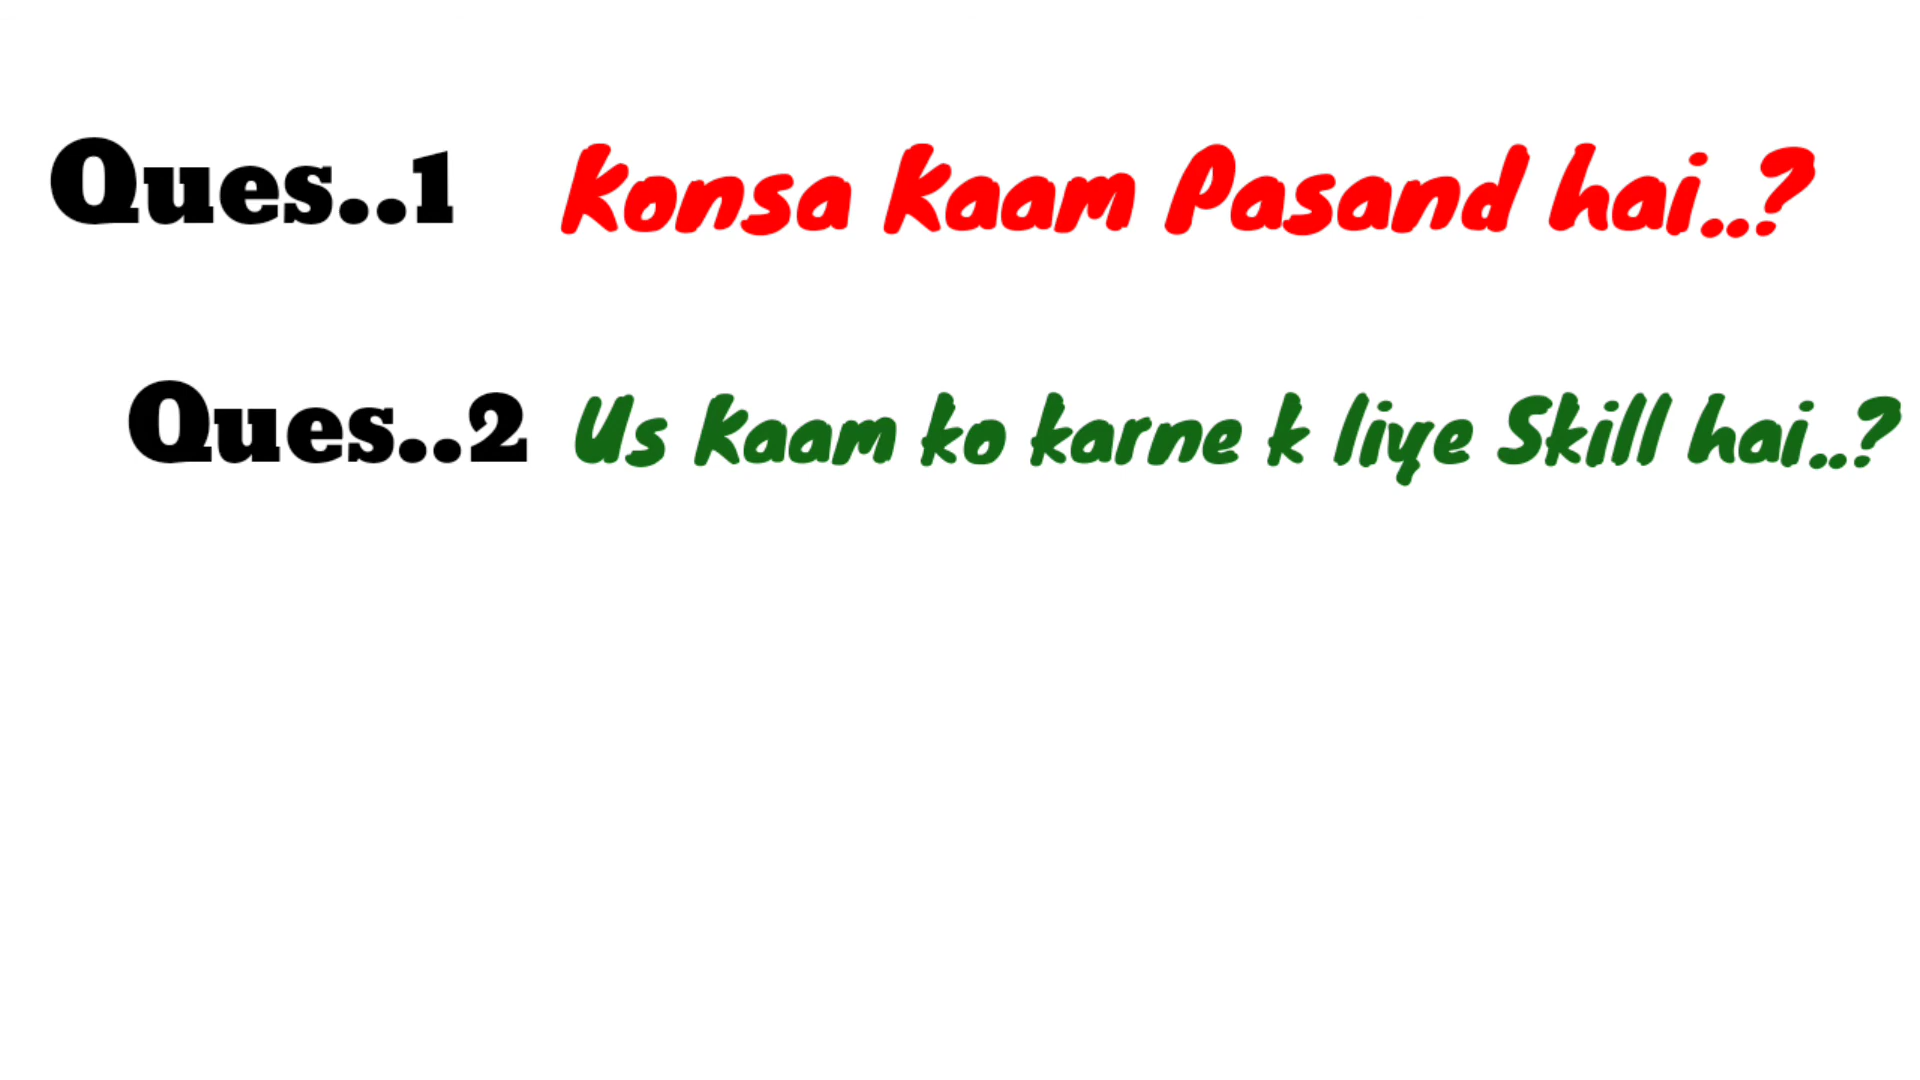 Ques..1 Konsa Kaam Pasand hai..?
Ques..2 Us Kaam ko karne k liye Skill hai..?